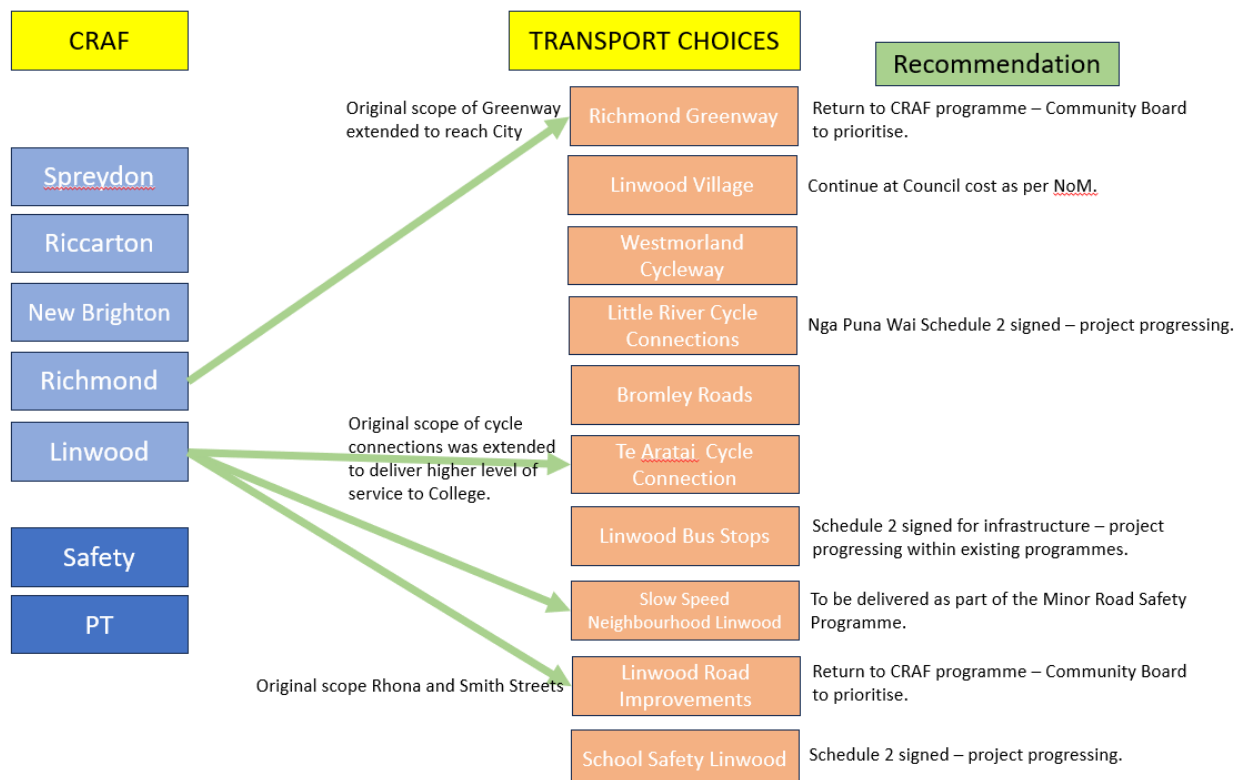 CRAF
TRANSPORT CHOICES
Recommendation
Spreydon
Riccarton
New Brighton
Richmond
Linwood
Safety
PT
Original scope of Greenway
extended to reach City
Original scope of cycle
connections was extended
to deliver higher level of
service to College.
Original scope Rhona and Smith Streets
Richmond Greenway
Return to CRAF programme – Community Board
to prioritise.
Linwood Village
Continue at Council cost as per NoM.
Westmorland
Cycleway
Little River Cycle
Connections
Nga Puna Wai Schedule 2 signed – project progressing.
Bromley Roads
Te Aratai Cycle
Connection
Linwood Bus Stops
Schedule 2 signed for infrastructure – project
progressing within existing programmes.
Slow Speed
Neighbourhood Linwood
To be delivered as part of the Minor Road Safety
Programme.
Linwood Road
Improvements
Return to CRAF programme – Community Board
to prioritise.
School Safety Linwood
Schedule 2 signed – project progressing.